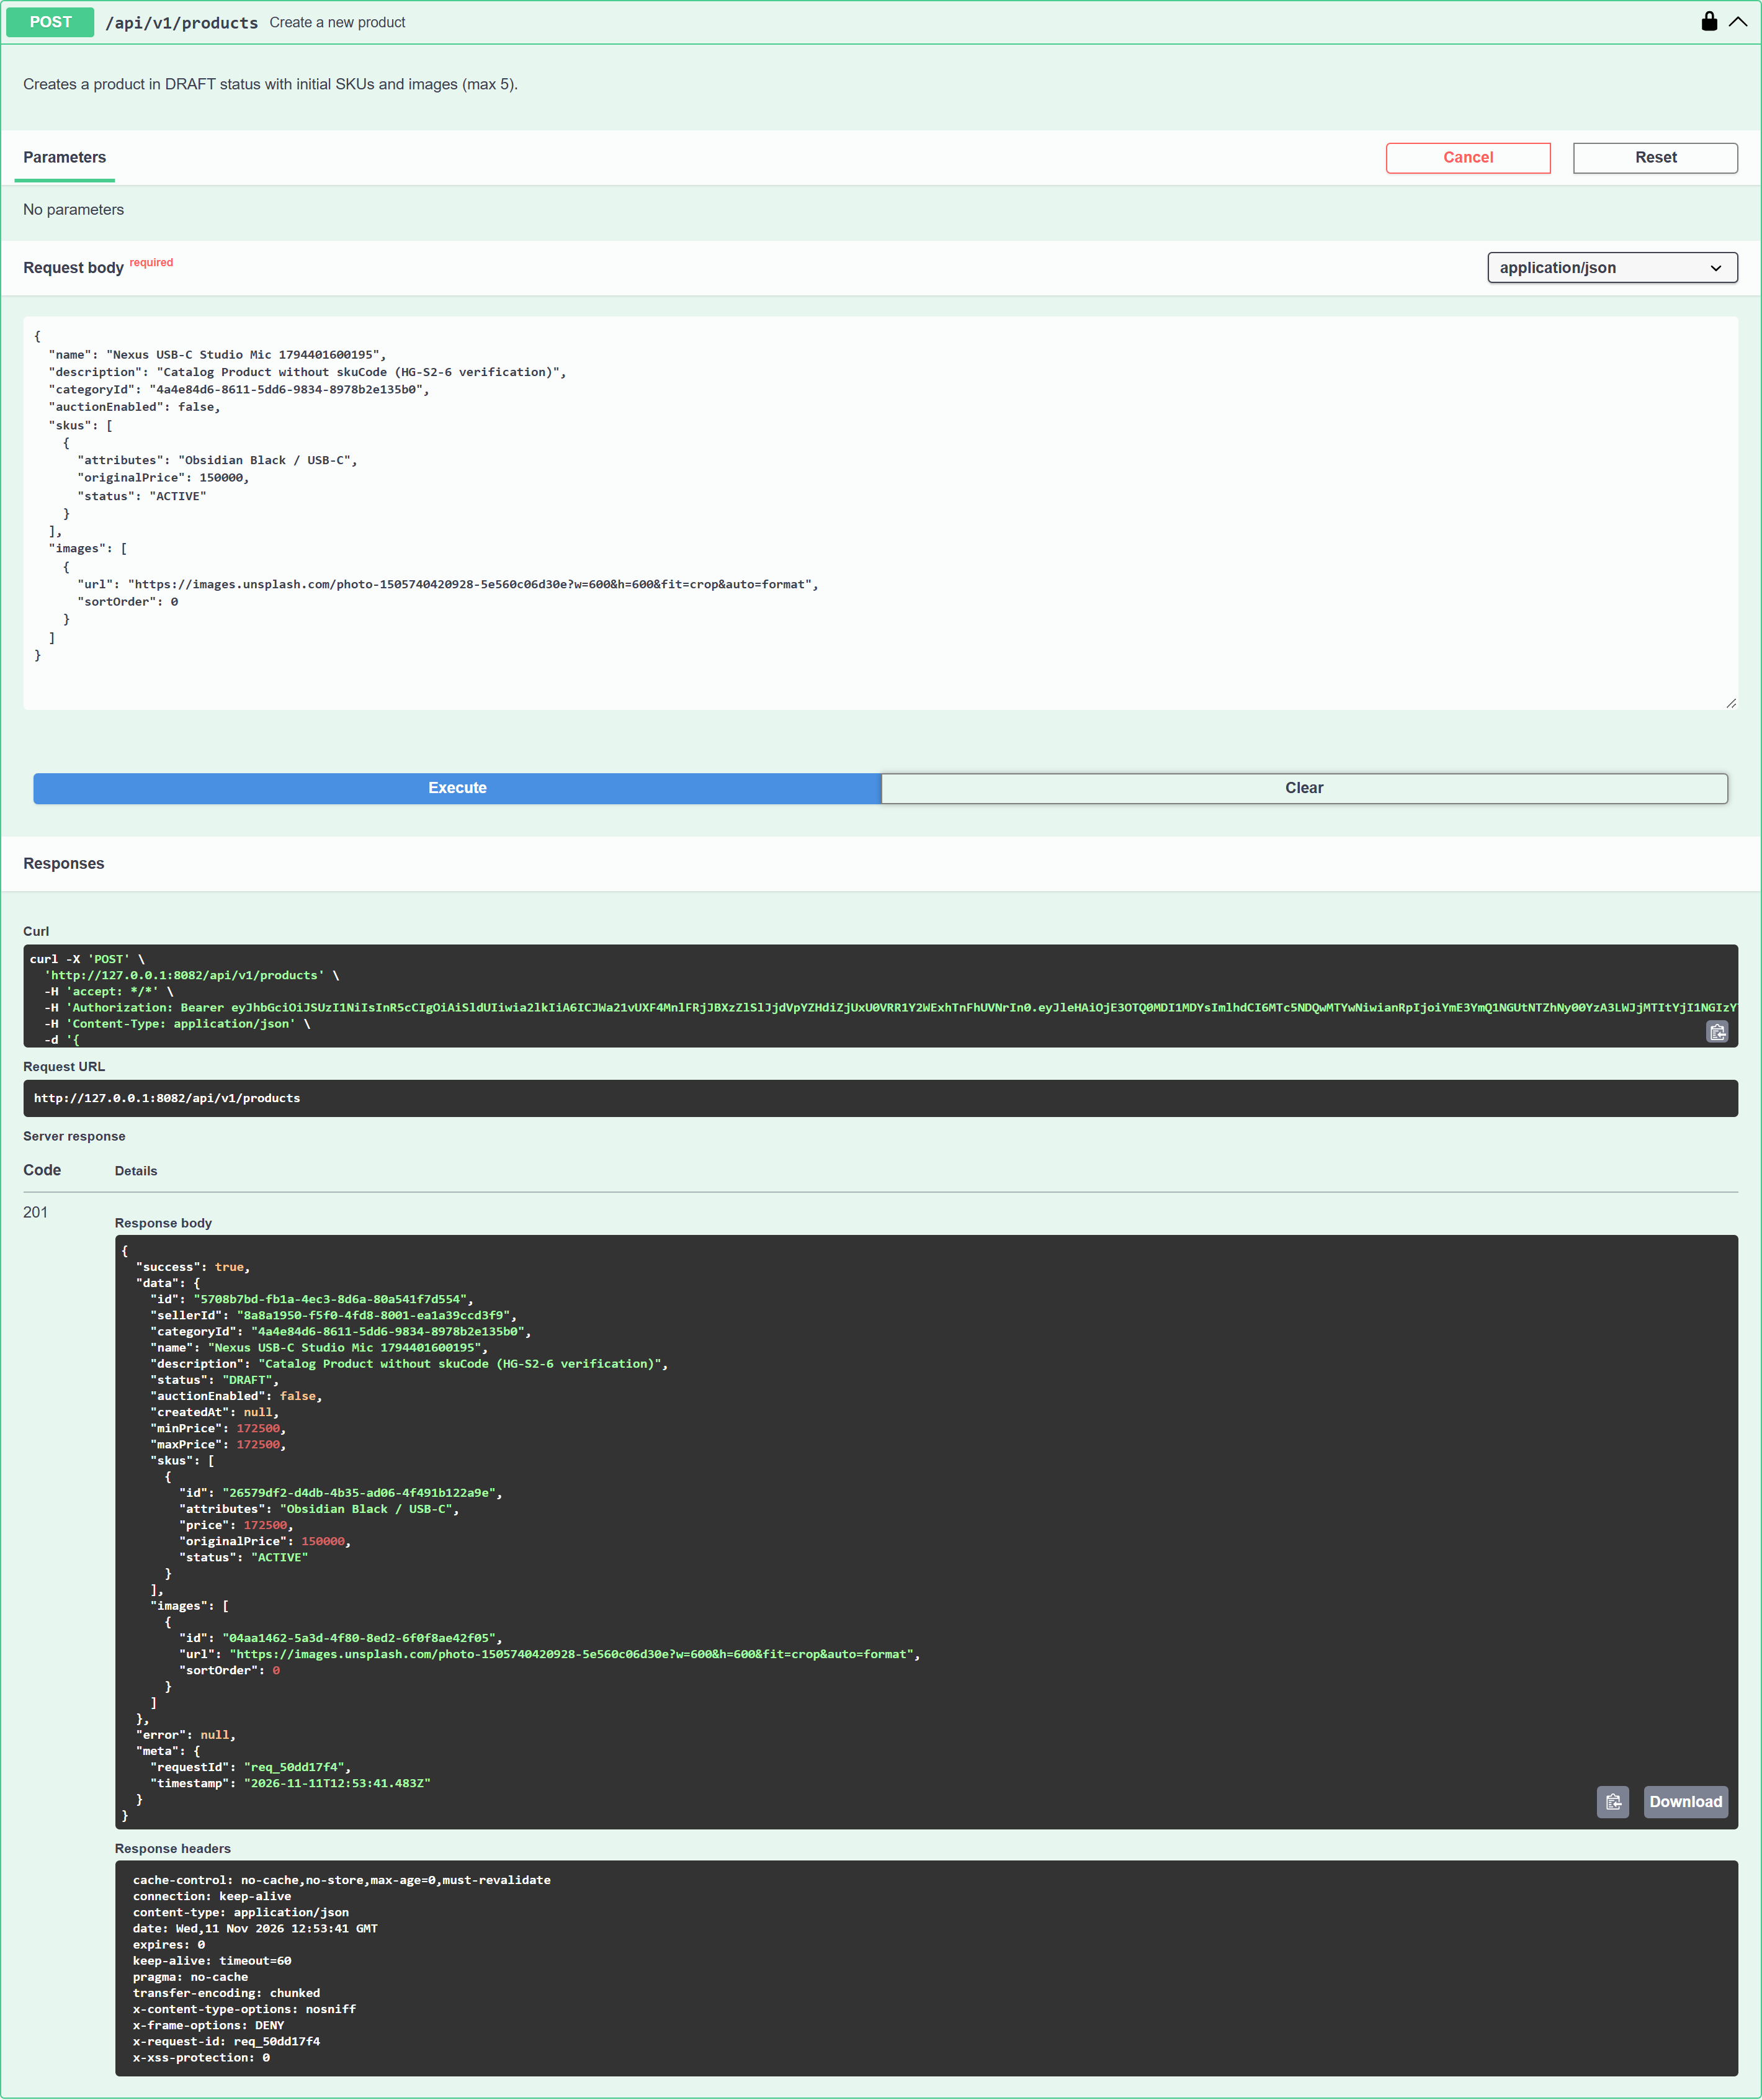 POST /api/v1/products Create a new product
Creates a product in DRAFT status with initial SKUs and images (max 5).
Parameters
Cancel
Reset
No parameters
Request body required
application/json
{
  "name": "Nexus USB-C Studio Mic 1794401600195",
  "description": "Catalog Product without skuCode (HG-S2-6 verification)",
  "categoryId": "4a4e84d6-8611-5dd6-9834-8978b2e135b0",
  "auctionEnabled": false,
  "skus": [
    {
      "attributes": "Obsidian Black / USB-C",
      "originalPrice": 150000,
      "status": "ACTIVE"
    }
  ],
  "images": [
    {
      "url": "https://images.unsplash.com/photo-1505740420928-5e560c06d30e?w=600&h=600&fit=crop&auto=format",
      "sortOrder": 0
    }
  ]
}
Execute
Clear
Responses
Curl
curl -X 'POST' \
  'http://127.0.0.1:8082/api/v1/products' \
  -H 'accept: */*' \
  -H 'Authorization: Bearer
  -H 'Content-Type: application/json' \
  -d '{
Request URL
http://127.0.0.1:8082/api/v1/products
Server response
Code Details
201
Response body
{
  "success": true,
  "data": {
    "id": "5708b7bd-fb1a-4ec3-8d6a-80a541f7d554",
    "sellerId": "8a8a1950-f5f0-4fd8-8001-ea1a39ccd3f9",
    "categoryId": "4a4e84d6-8611-5dd6-9834-8978b2e135b0",
    "name": "Nexus USB-C Studio Mic 1794401600195",
    "description": "Catalog Product without skuCode (HG-S2-6 verification)",
    "status": "DRAFT",
    "auctionEnabled": false,
    "createdAt": null,
    "minPrice": 172500,
    "maxPrice": 172500,
    "skus": [
      {
        "id": "26579df2-d4db-4b35-ad06-4f491b122a9e",
        "attributes": "Obsidian Black / USB-C",
        "price": 172500,
        "originalPrice": 150000,
        "status": "ACTIVE"
      }
    ],
    "images": [
      {
        "id": "04aa1462-5a3d-4f80-8ed2-6f0f8ae42f05",
        "url": "https://images.unsplash.com/photo-1505740420928-5e560c06d30e?w=600&h=600&fit=crop&auto=format",
        "sortOrder": 0
      }
    ]
  },
  "error": null,
  "meta": {
    "requestId": "req_50dd17f4",
    "timestamp": "2026-11-11T12:53:41.483Z"
  }
}
Download
Response headers
cache-control: no-cache,no-store,max-age=0,must-revalidate
connection: keep-alive
content-type: application/json
date: Wed,11 Nov 2026 12:53:41 GMT
expires: 0
keep-alive: timeout=60
pragma: no-cache
transfer-encoding: chunked
x-content-type-options: nosniff
x-frame-options: DENY
x-request-id: req_50dd17f4
x-xss-protection: 0